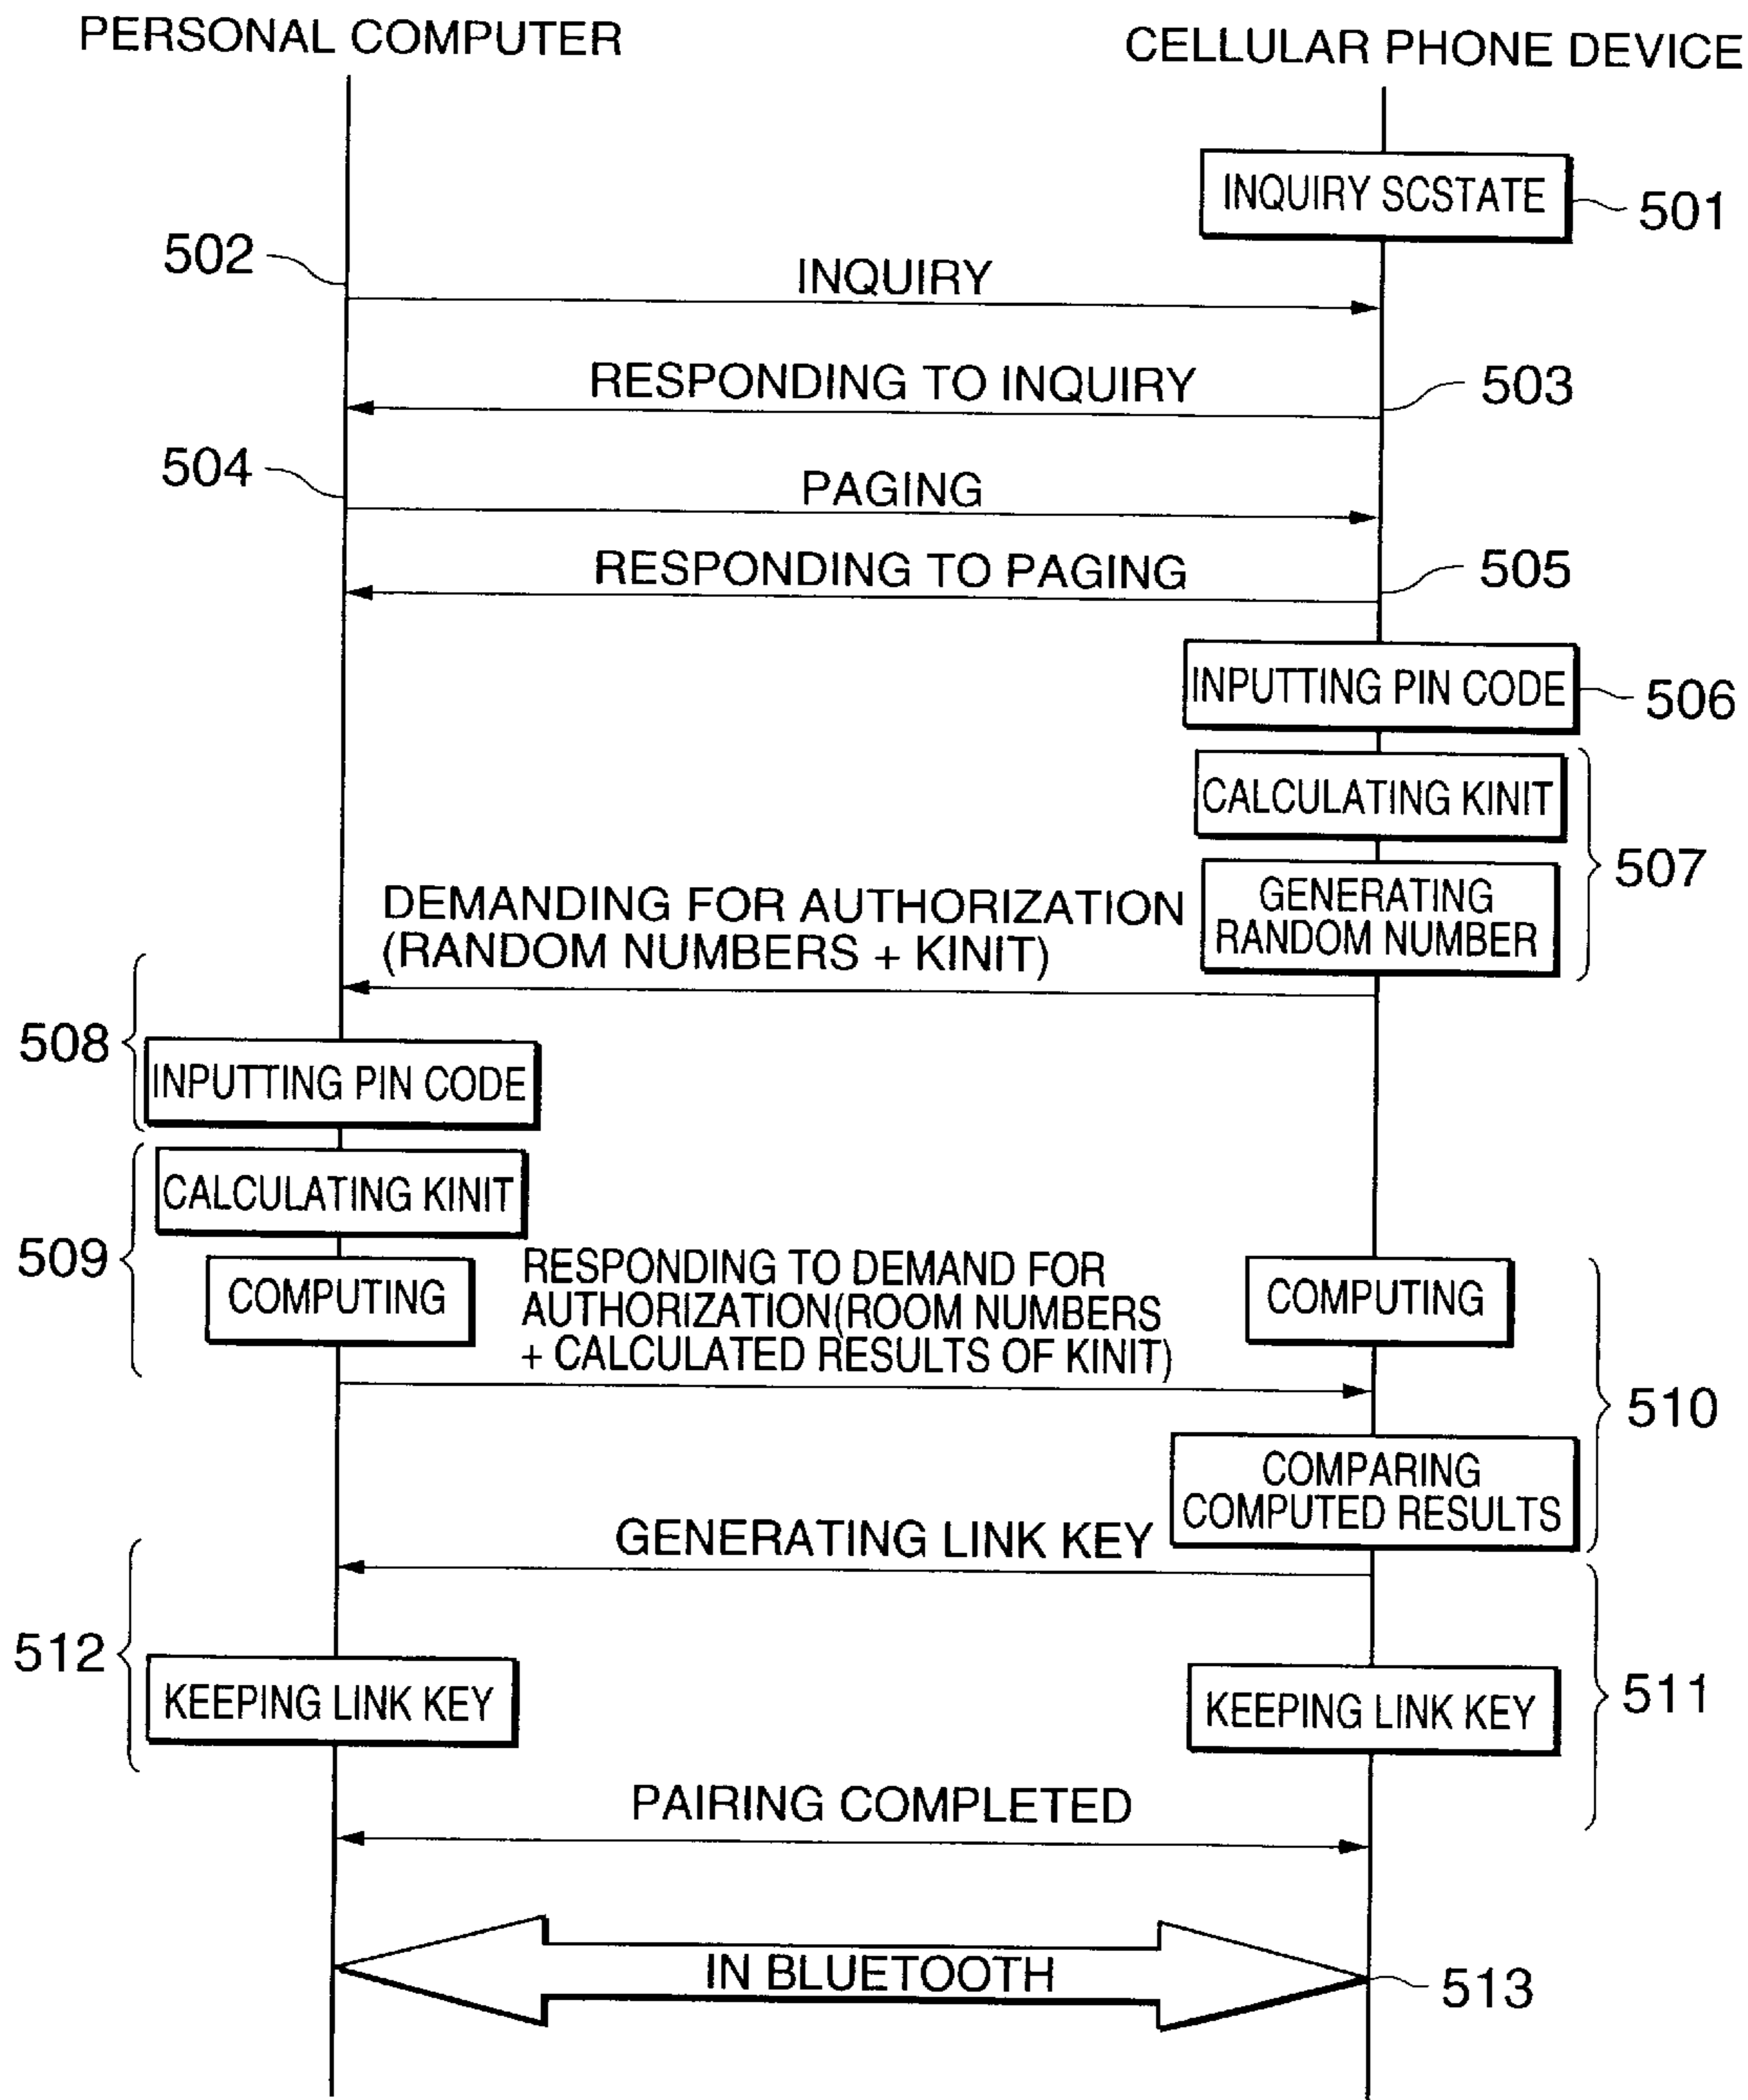 PERSONAL COMPUTER
CELLULAR PHONE DEVICE
INQUIRY SCSTATE
501
502
INQUIRY
RESPONDING TO INQUIRY
503
504
PAGING
RESPONDING TO PAGING
505
INPUTTING PIN CODE
506
CALCULATING KINIT
507
GENERATING
RANDOM NUMBER
DEMANDING FOR AUTHORIZATION
(RANDOM NUMBERS + KINIT)
508
INPUTTING PIN CODE
CALCULATING KINIT
509
COMPUTING
RESPONDING TO DEMAND FOR
AUTHORIZATION(ROOM NUMBERS
+ CALCULATED RESULTS OF KINIT)
COMPUTING
510
COMPARING
COMPUTED RESULTS
GENERATING LINK KEY
512
KEEPING LINK KEY
KEEPING LINK KEY
511
PAIRING COMPLETED
IN BLUETOOTH
513